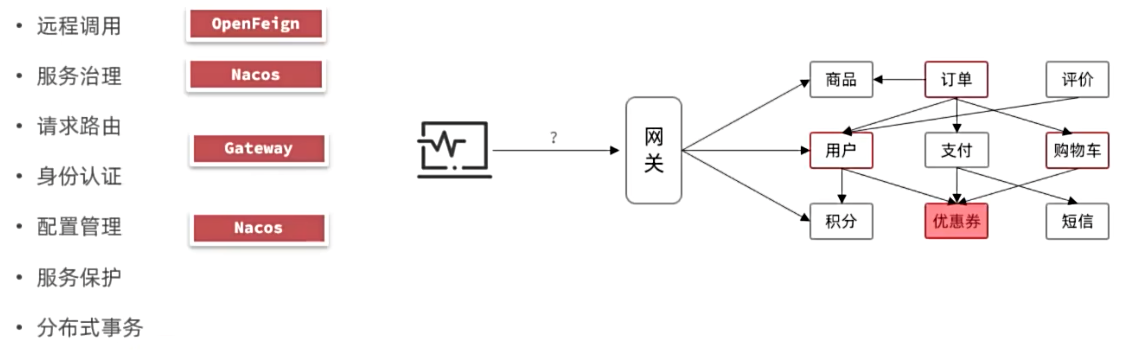 • 远程调用
OpenFeign
• 服务治理
Nacos
• 请求路由
Gateway
• 身份认证
• 配置管理
Nacos
• 服务保护
• 分布式事务
?
网
关
商品
订单
评价
用户
支付
购物车
积分
优惠券
短信